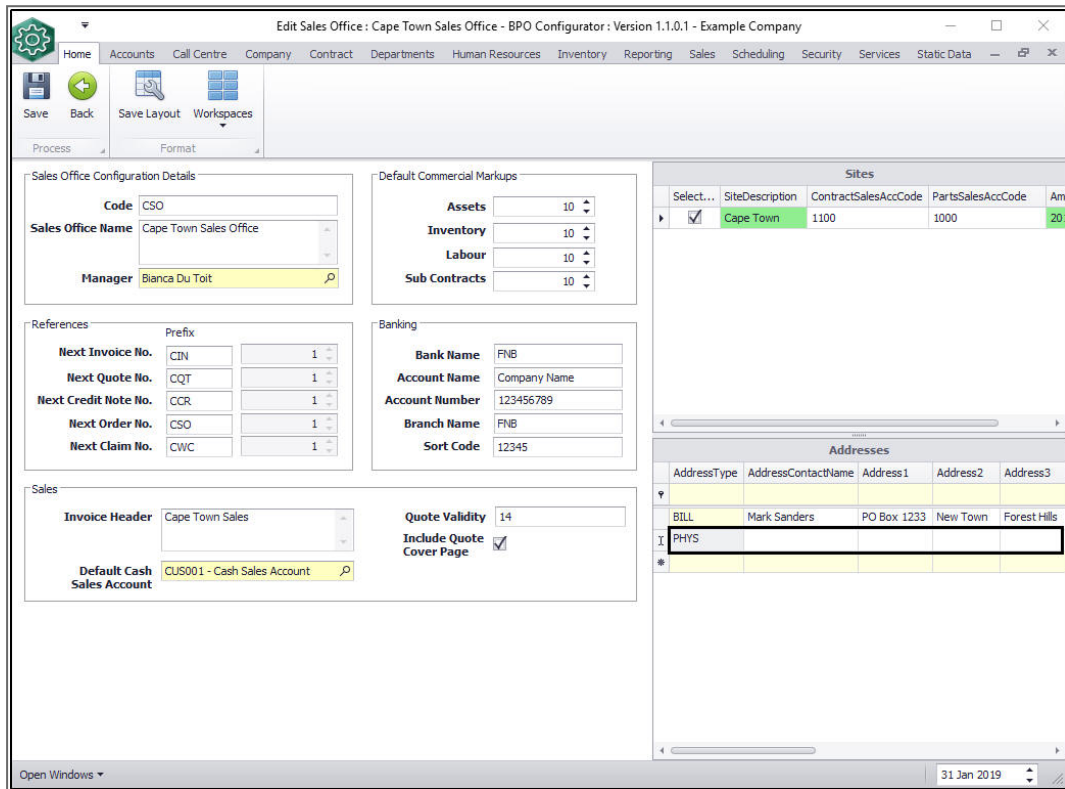 Edit Sales Office : Cape Town Sales Office - BPO Configurator : Version 1.1.0.1 - Example Company
Home Accounts Call Centre Company Contract Departments Human Resources Inventory Reporting Sales Scheduling Security Services Static Data
Save Back Save Layout Workspaces
Process Format
Sales Office Configuration Details
Code CSO
Sales Office Name Cape Town Sales Office
Manager Bianca Du Toit
Default Commercial Markups
Assets 10
Inventory 10
Labour 10
Sub Contracts 10
References
Prefix
Next Invoice No. CIN 1
Next Quote No. CQT 1
Next Credit Note No. CCR 1
Next Order No. CSO 1
Next Claim No. CWC 1
Banking
Bank Name FNB
Account Name Company Name
Account Number 123456789
Branch Name FNB
Sort Code 12345
Sales
Invoice Header Cape Town Sales
Default Cash
Sales Account CUS001 - Cash Sales Account
Quote Validity 14
Include Quote
Cover Page
Sites
Select... SiteDescription ContractSalesAccCode PartsSalesAccCode Am
Cape Town 1100 1000 20
Addresses
AddressType AddressContactName Address1 Address2 Address3
BILL Mark Sanders PO Box 1233 New Town Forest Hills
PHYS
Open Windows 31 Jan 2019